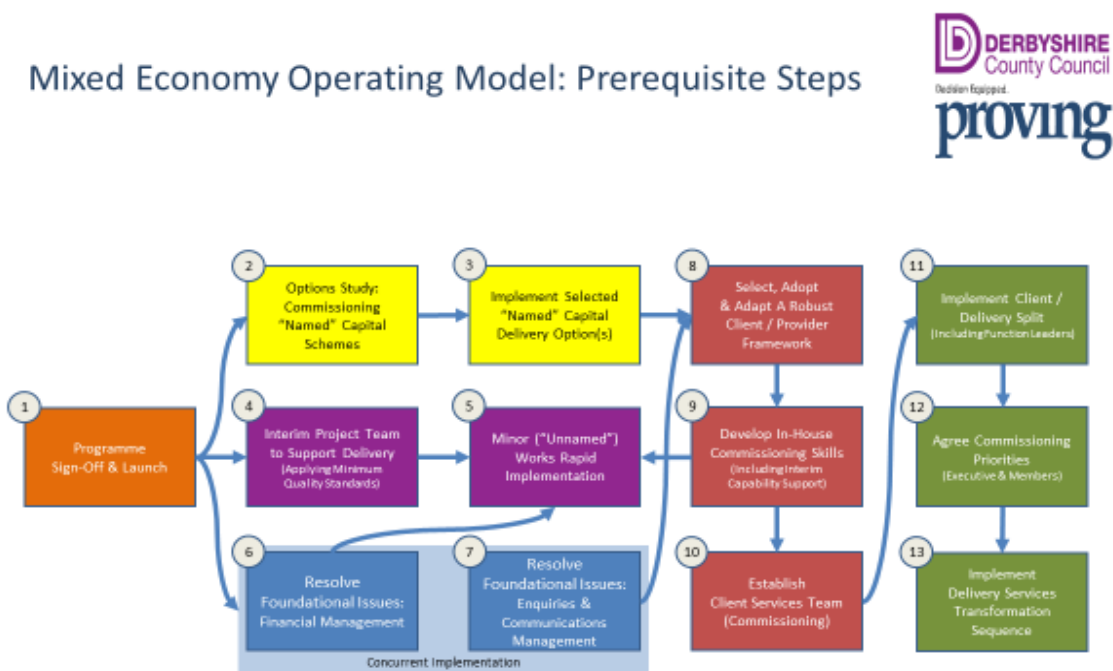 DERBYSHIRE
County Council
Mixed Economy Operating Model: Prerequisite Steps
Decision Equipped.
proving
1
Programme
Sign-Off & Launch
2
Options Study:
Commissioning
"Named" Capital
Schemes
3
Implement Selected
"Named" Capital
Delivery Option(s)
4
Interim Project Team
to Support Delivery
(Applying Minimum
Quality Standards)
5
Minor ("Unnamed")
Works Rapid
Implementation
6
Resolve
Foundational Issues:
Financial Management
7
Resolve
Foundational Issues:
Enquiries &
Communications
Management
Concurrent Implementation
8
Select, Adopt
& Adapt A Robust
Client / Provider
Framework
9
Develop In-House
Commissioning Skills
(Including Interim
Capability Support)
10
Establish
Client Services Team
(Commissioning)
11
Implement Client /
Delivery Split
(Including Function Leaders)
12
Agree Commissioning
Priorities
(Executive & Members)
13
Implement
Delivery Services
Transformation
Sequence